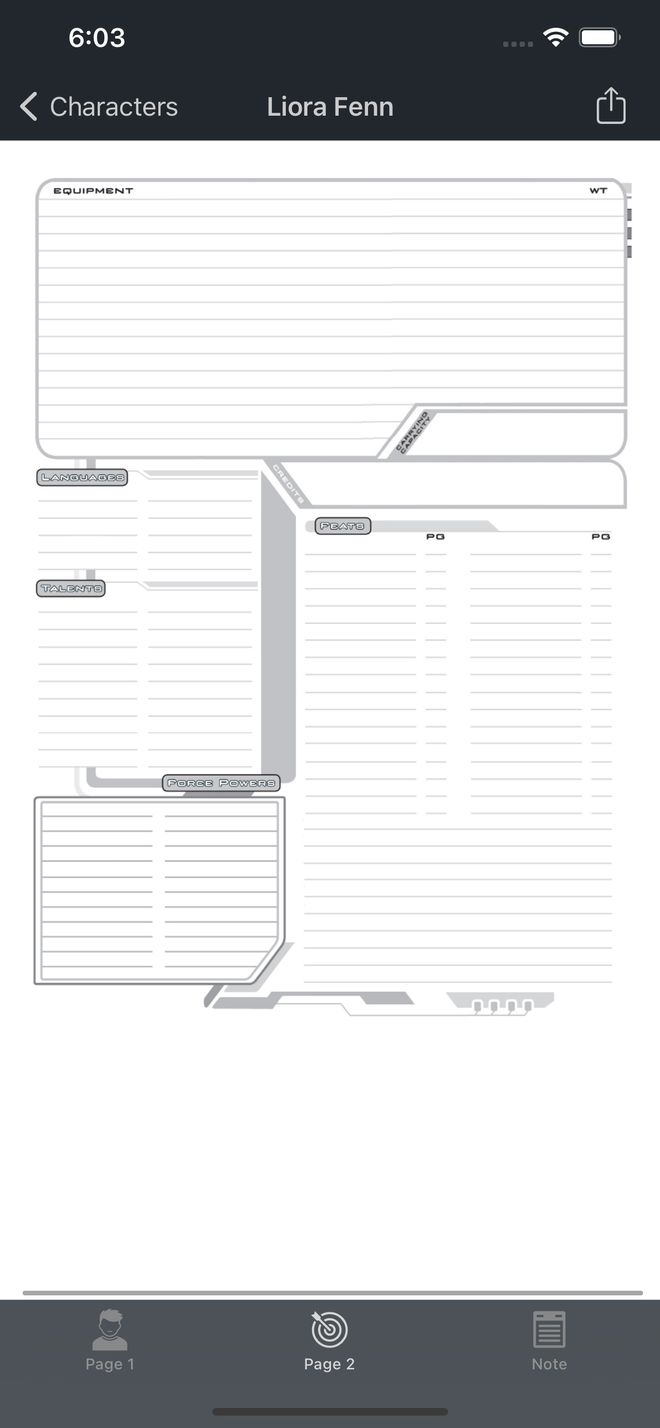 6:03
Characters
Liora Fenn
EQUIPMENT WT
CARRYING CAPACITY
CREDITS
LANGUAGES
FEATS
PG PG
TALENTS
FORCE POWERS
Page 1
Page 2
Note